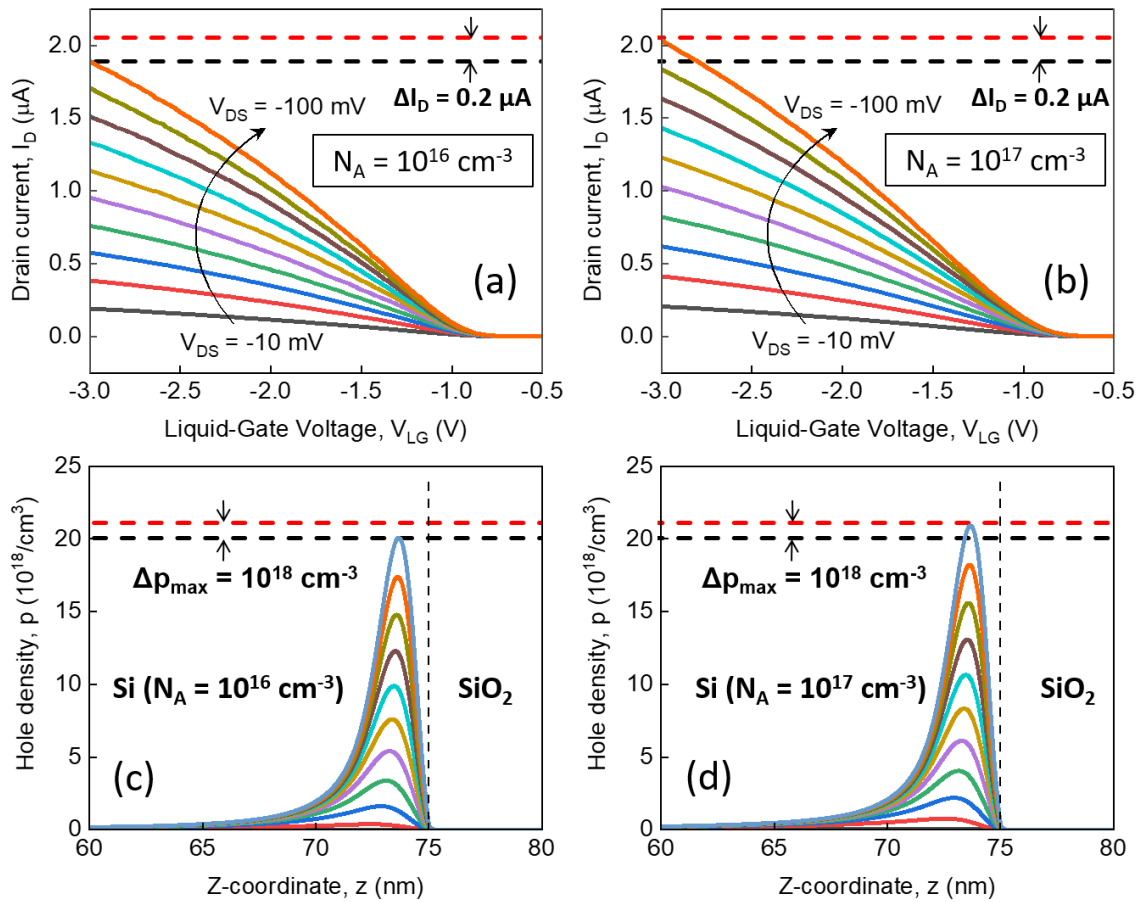 2.0
1.5
1.0
0.5
0.0
Drain current, I_D (μA)
ΔI_D = 0.2 μA
V_DS = -100 mV
N_A = 10^16 cm^-3
(a)
V_DS = -10 mV
-3.0 -2.5 -2.0 -1.5 -1.0 -0.5
Liquid-Gate Voltage, V_LG (V)
2.0
1.5
1.0
0.5
0.0
Drain current, I_D (μA)
ΔI_D = 0.2 μA
V_DS = -100 mV
N_A = 10^17 cm^-3
(b)
V_DS = -10 mV
-3.0 -2.5 -2.0 -1.5 -1.0 -0.5
Liquid-Gate Voltage, V_LG (V)
25
20
15
10
5
0
Hole density, p (10^18/cm^3)
Δp_max = 10^18 cm^-3
Si (N_A = 10^16 cm^-3)
SiO_2
(c)
60 65 70 75 80
Z-coordinate, z (nm)
25
20
15
10
5
0
Hole density, p (10^18/cm^3)
Δp_max = 10^18 cm^-3
Si (N_A = 10^17 cm^-3)
SiO_2
(d)
60 65 70 75 80
Z-coordinate, z (nm)